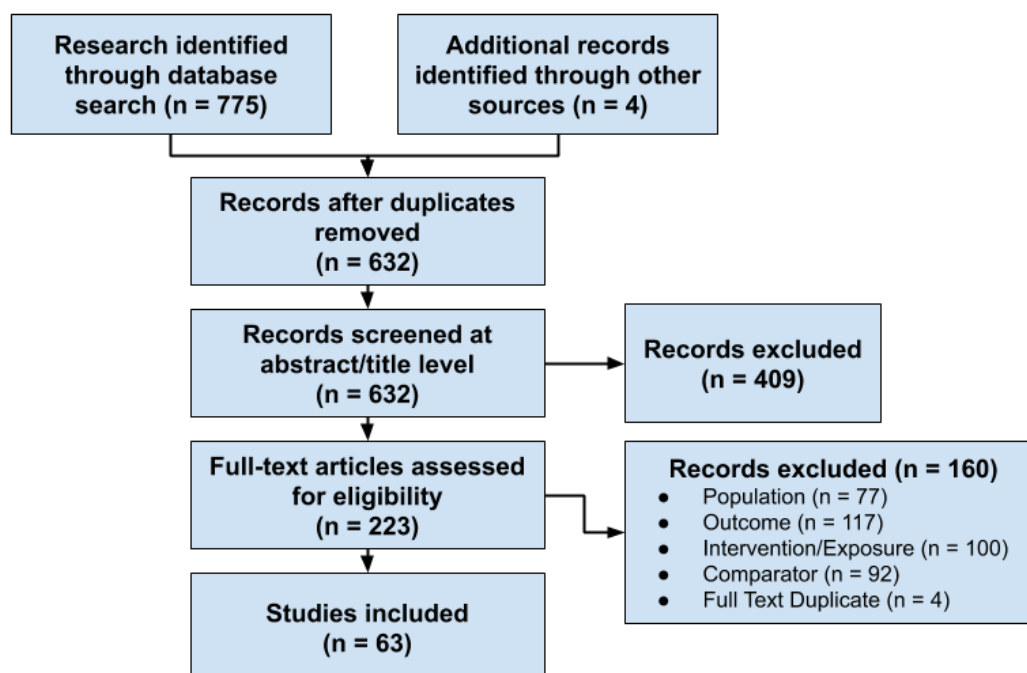 Research identified
through database
search (n = 775)
Additional records
identified through other
sources (n = 4)
Records after duplicates
removed
(n = 632)
Records screened at
abstract/title level
(n = 632)
Records excluded
(n = 409)
Full-text articles assessed
for eligibility
(n = 223)
Records excluded (n = 160)
● Population (n = 77)
● Outcome (n = 117)
● Intervention/Exposure (n = 100)
● Comparator (n = 92)
● Full Text Duplicate (n = 4)
Studies included
(n = 63)